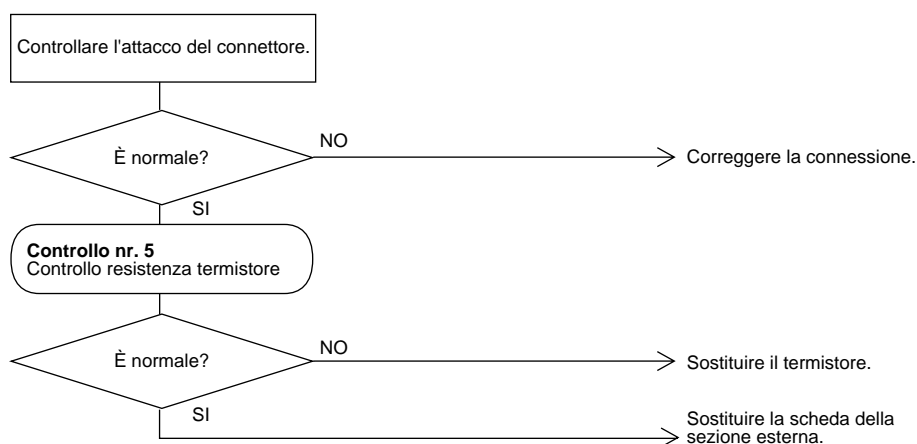 Controllare l'attacco del connettore.
È normale?
NO
Correggere la connessione.
SI
Controllo nr. 5
Controllo resistenza termistore
È normale?
NO
Sostituire il termistore.
SI
Sostituire la scheda della
sezione esterna.